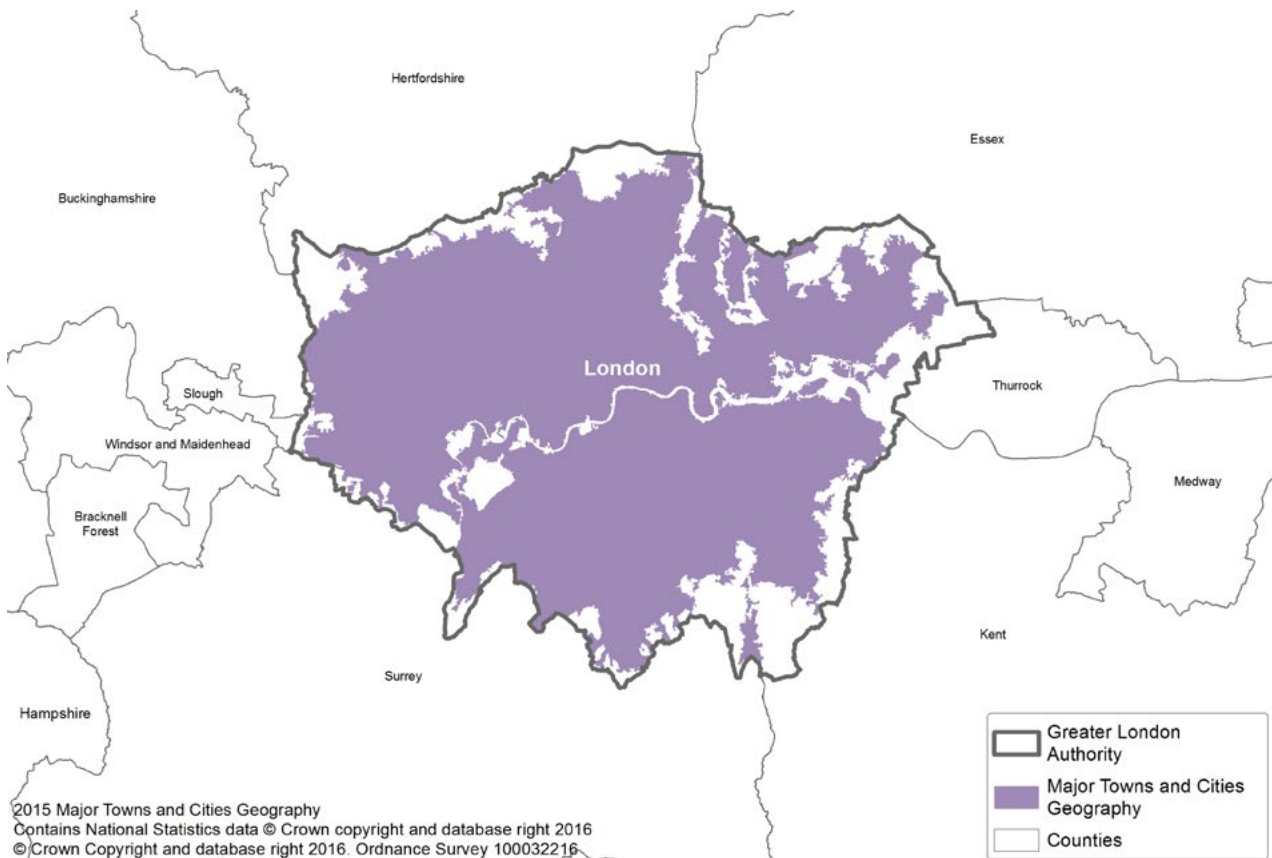 Hertfordshire
Essex
Buckinghamshire
London
Slough
Thurrock
Windsor and Maidenhead
Medway
Bracknell
Forest
Kent
Surrey
Hampshire
Greater London
Authority
Major Towns and Cities
Geography
Counties
2015 Major Towns and Cities Geography
Contains National Statistics data © Crown copyright and database right 2016
© Crown Copyright and database right 2016. Ordnance Survey 100032216